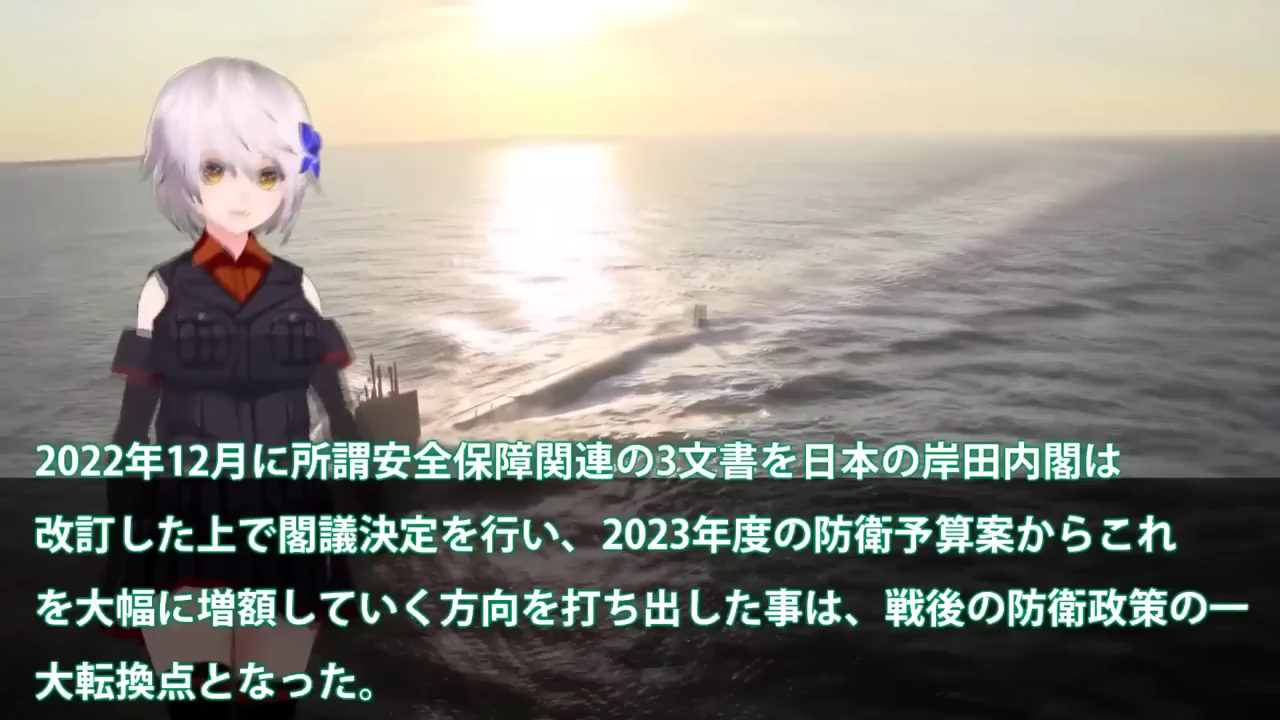 2022年12月に所謂安全保障関連の3文書を日本の岸田内閣は
改訂した上で閣議決定を行い、2023年度の防衛予算案からこれ
を大幅に増額していく方向を打ち出した事は、戦後の防衛政策の一
大転換点となった。